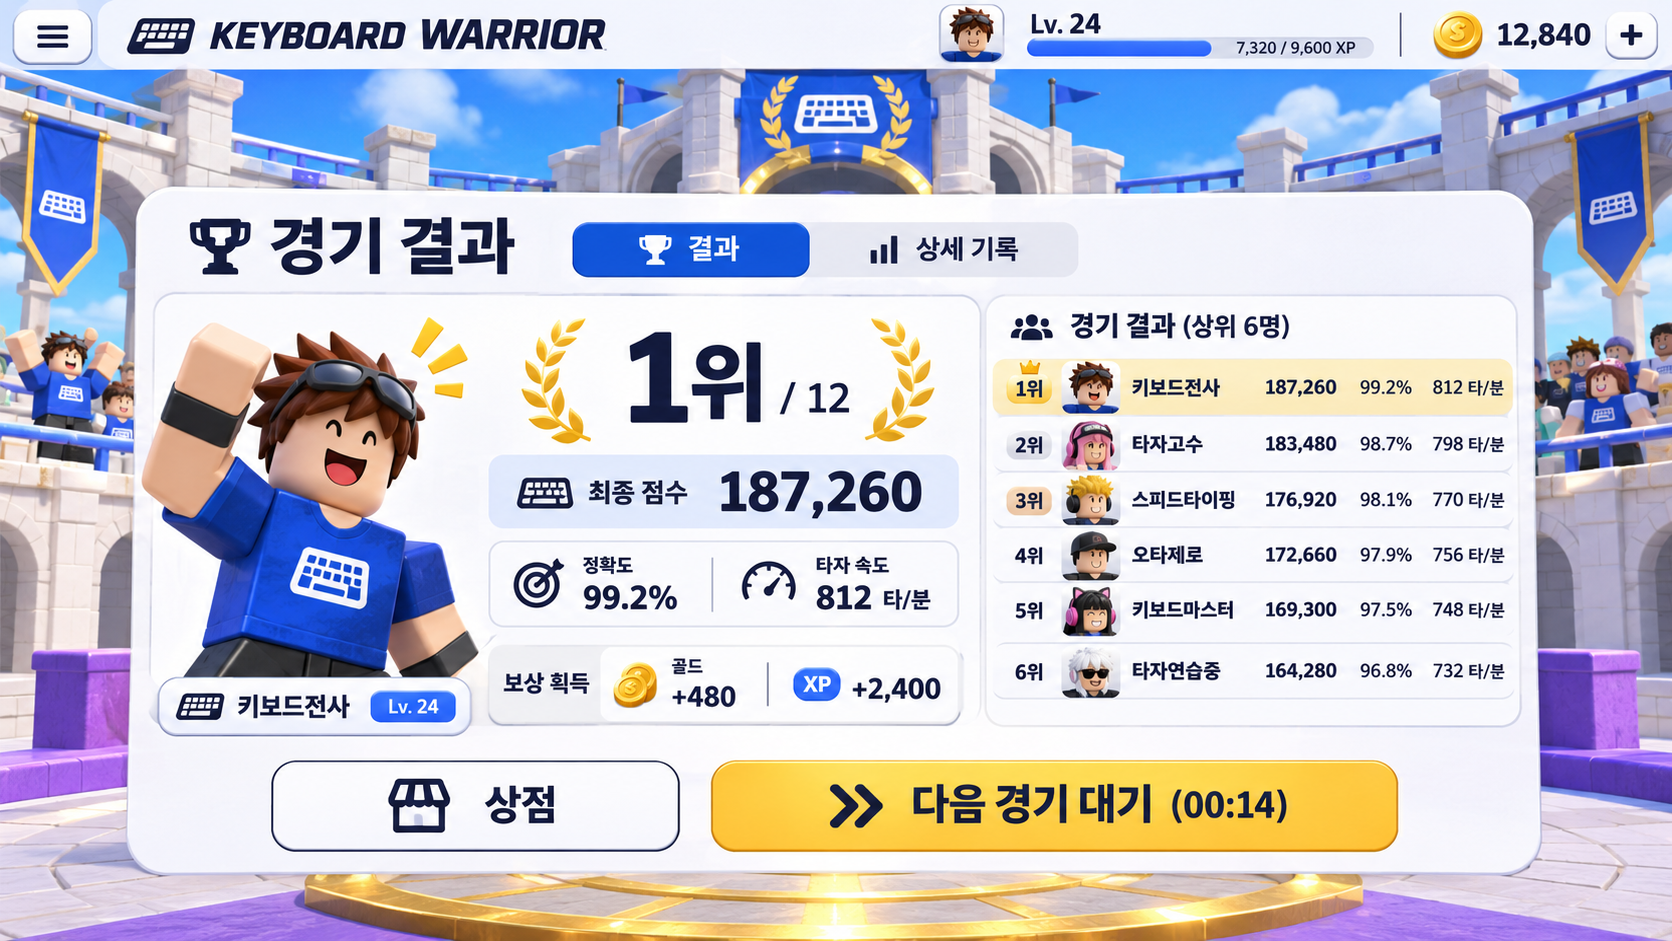 KEYBOARD WARRIOR
Lv. 24
7,320 / 9,600 XP
12,840
경기 결과
결과
상세 기록
1위 / 12
최종 점수 187,260
정확도
99.2%
타자 속도
812 타/분
보상 획득
골드
+480
XP +2,400
키보드전사 Lv. 24
경기 결과 (상위 6명)
1위 키보드전사 187,260 99.2% 812 타/분
2위 타자고수 183,480 98.7% 798 타/분
3위 스피드타이핑 176,920 98.1% 770 타/분
4위 오타제로 172,660 97.9% 756 타/분
5위 키보드마스터 169,300 97.5% 748 타/분
6위 타자연습중 164,280 96.8% 732 타/분
상점
다음 경기 대기 (00:14)